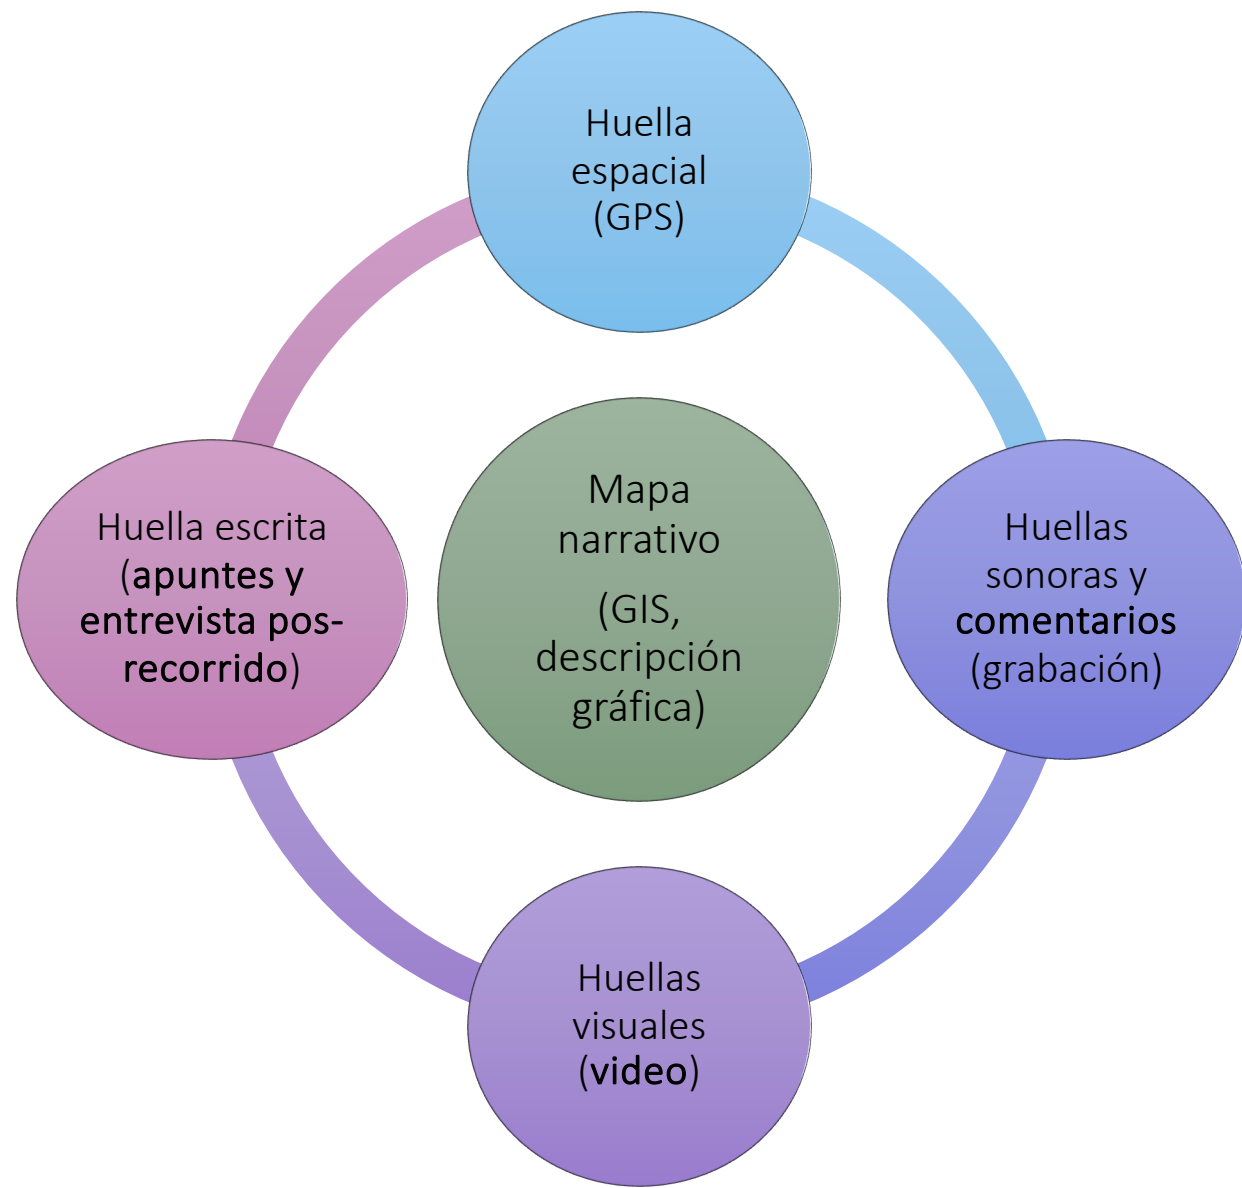 Huella
espacial
(GPS)
Huella escrita
(apuntes y
entrevista pos-
recorrido)
Mapa
narrativo
(GIS,
descripción
gráfica)
Huellas
sonoras y
comentarios
(grabación)
Huellas
visuales
(video)